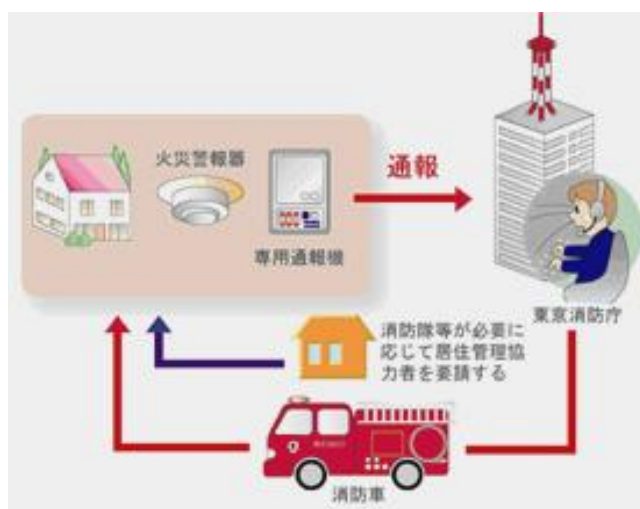 火災警報器
専用通報機
通報
東京消防庁
消防隊等が必要に
応じて居住管理協
力者を要請する
消防車